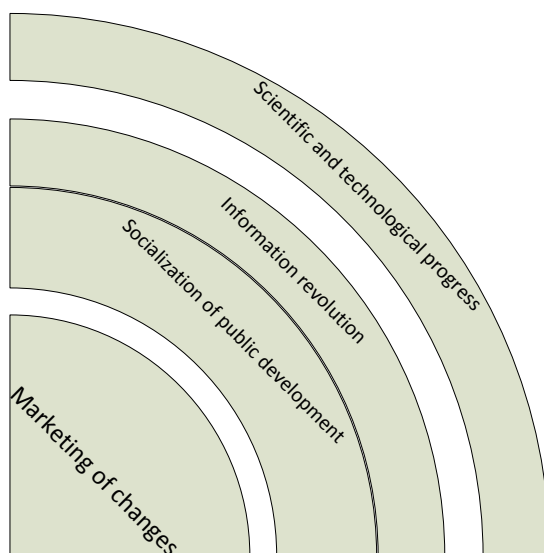 Scientific and technological progress
Information revolution
Socialization of public development
Marketing of changes